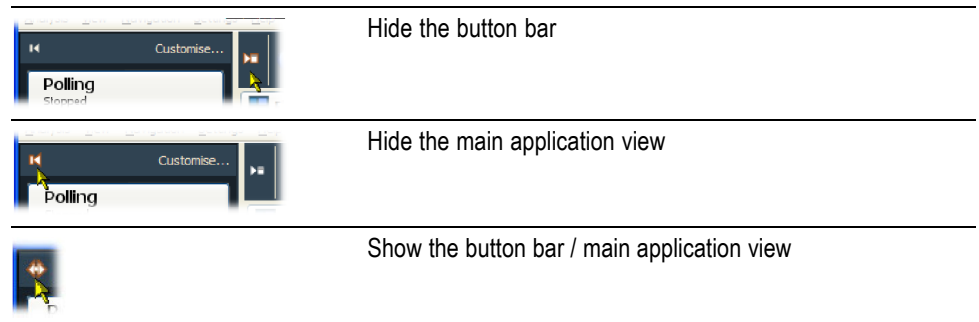 Customise...
Polling
Stopped
Hide the button bar
Customise...
Polling
Hide the main application view
Show the button bar / main application view